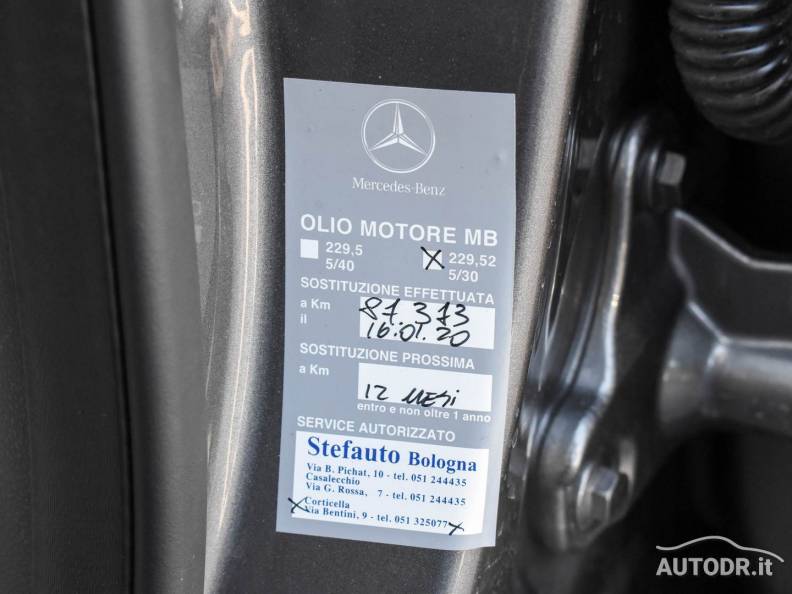 Mercedes-Benz
OLIO MOTORE MB
229,5
5/40
229,52
5/30
SOSTITUZIONE EFFETTUATA
a Km 87.373
il 16.01.20
SOSTITUZIONE PROSSIMA
a Km
12 MESI
entro e non oltre 1 anno
SERVICE AUTORIZZATO
Stefauto Bologna
Via B. Pichat, 10 - tel. 051 244435
Casalecchio
Via G. Rossa, 7 - tel. 051 244435
Corticella
Via Bentini, 9 - tel. 051 325077
AUTODR.it